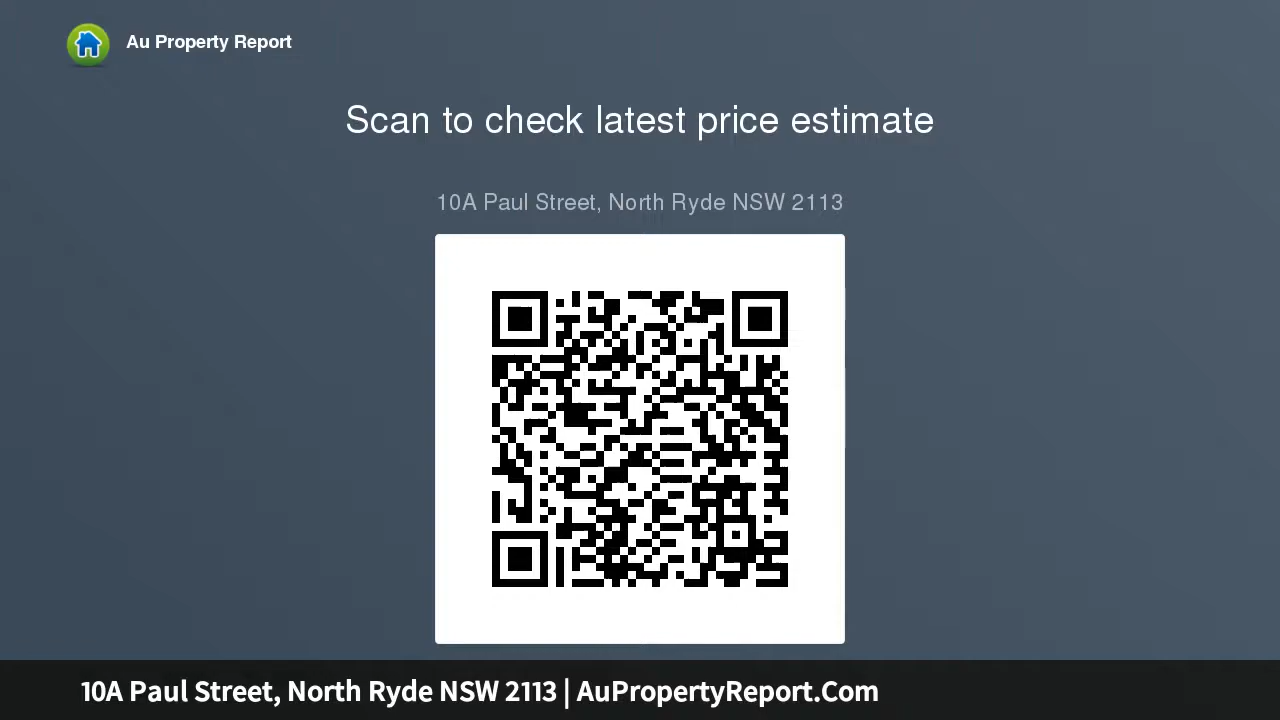 Au Property Report
Scan to check latest price estimate
10A Paul Street, North Ryde NSW 2113
10A Paul Street, North Ryde NSW 2113 | AuPropertyReport.Com